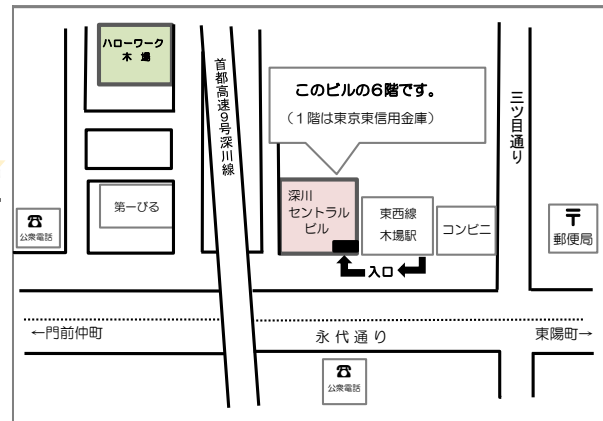 ハローワーク
木 場
首都高速9号深川線
このビルの6階です。
（1階は東京東信用金庫）
三ツ目通り
☎
公衆電話
第一びる
深川
セントラル
ビル
東西線
木場駅
コンビニ
〒
郵便局
入口
←門前仲町
永代通り
東陽町→
☎
公衆電話